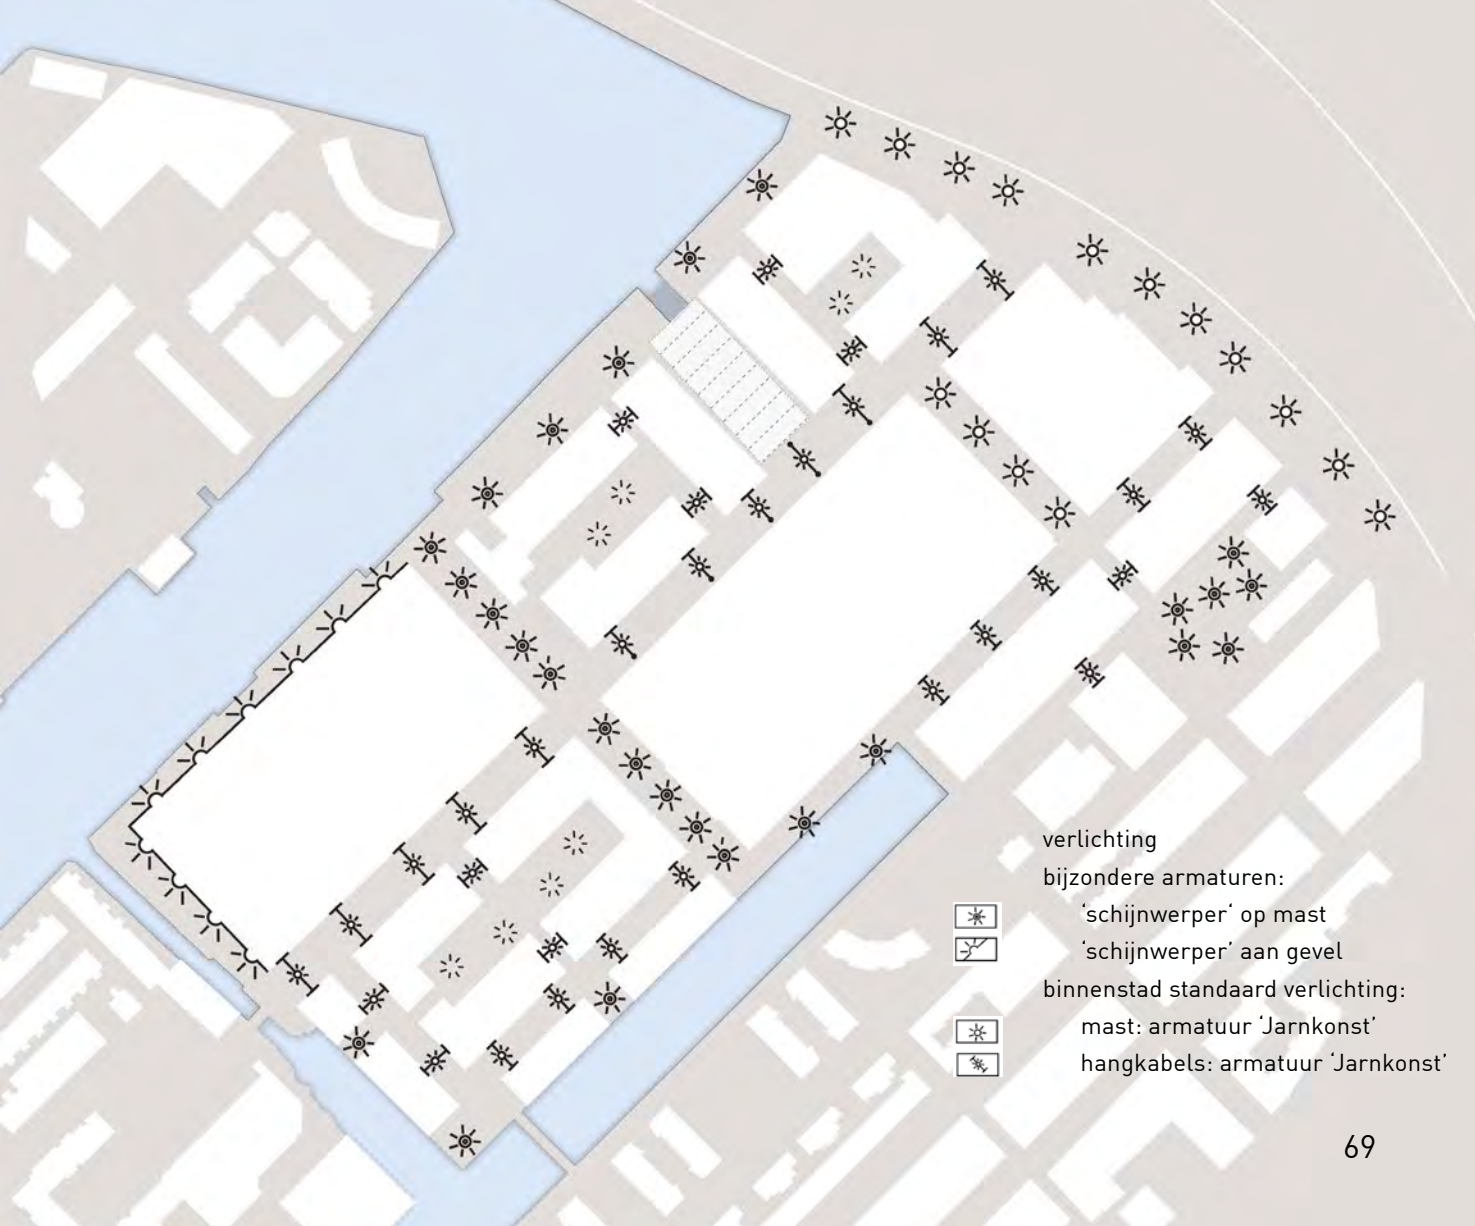 verlichting
bijzondere armaturen:
‘schijnwerper‘ op mast
‘schijnwerper’ aan gevel
binnenstad standaard verlichting:
mast: armatuur ‘Jarnkonst’
hangkabels: armatuur ‘Jarnkonst’
69